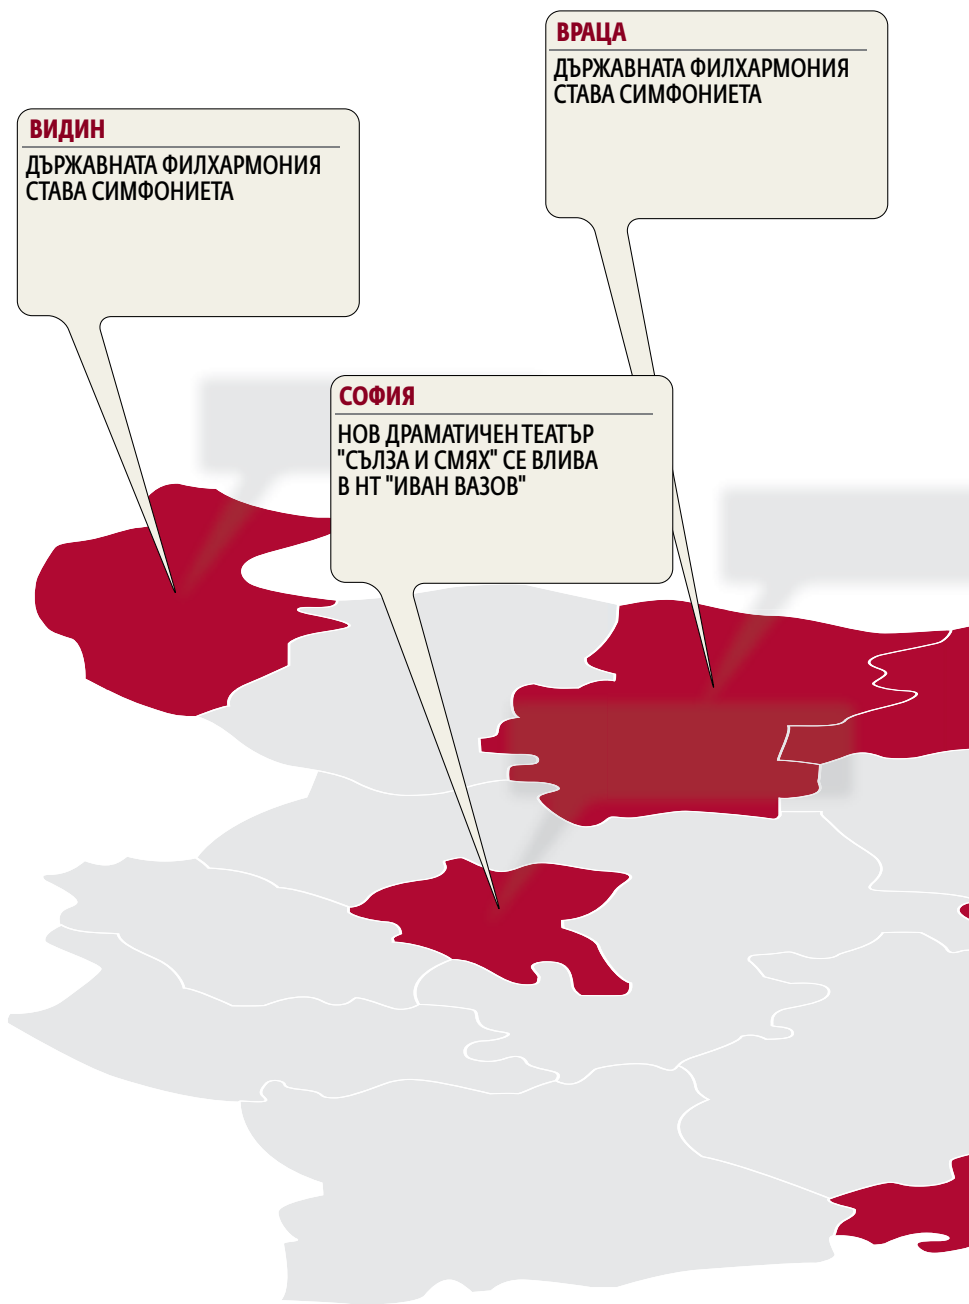 ВРАЦА
ДЪРЖАВНАТА ФИЛХАРМОНИЯ
СТАВА СИМФОНИЕТА
ВИДИН
ДЪРЖАВНАТА ФИЛХАРМОНИЯ
СТАВА СИМФОНИЕТА
СОФИЯ
НОВ ДРАМАТИЧЕН ТЕАТЪР
"СЪЛЗА И СМЯХ" СЕ ВЛИВА
В НТ "ИВАН ВАЗОВ"